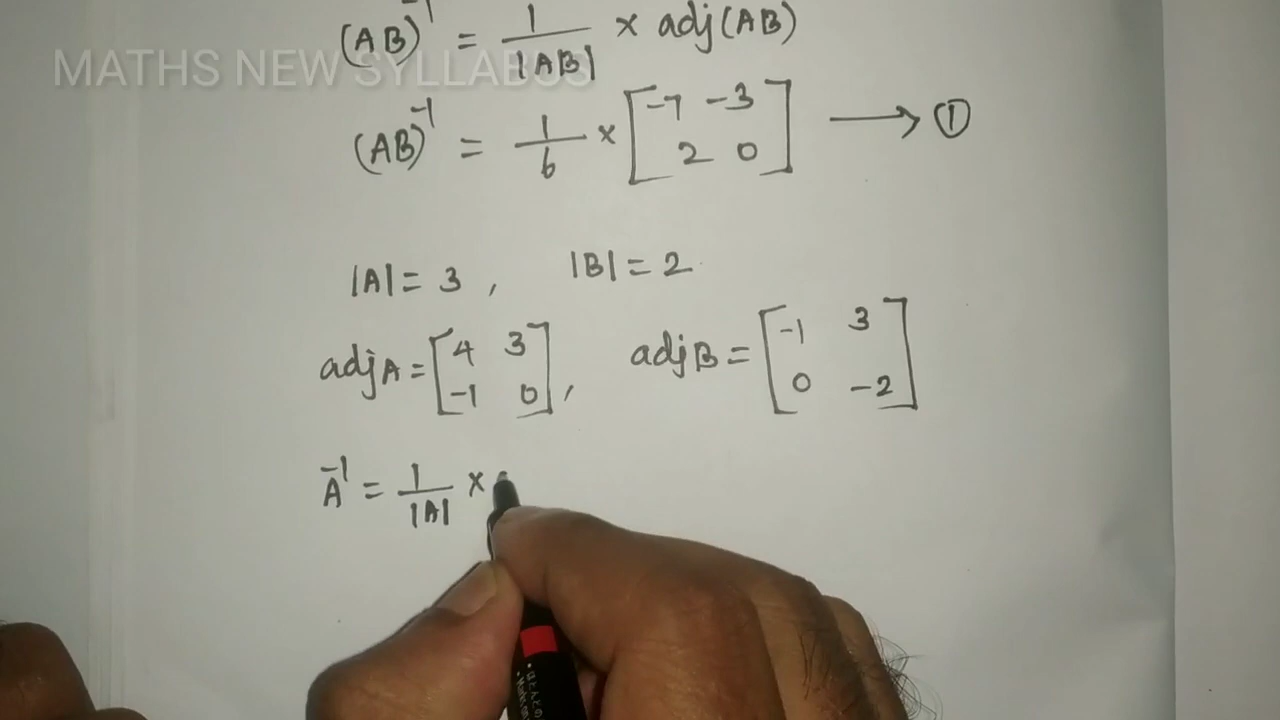 (AB)⁻¹ = 1/|AB| × adj(AB)
MATHS NEW SYLLABUS
(AB)⁻¹ = 1/6 × [-7 -3; 2 0] ⟶ ①
|A| = 3 , |B| = 2
adjA = [4 3; -1 0] , adjB = [-1 3; 0 -2]
A⁻¹ = 1/|A| ×